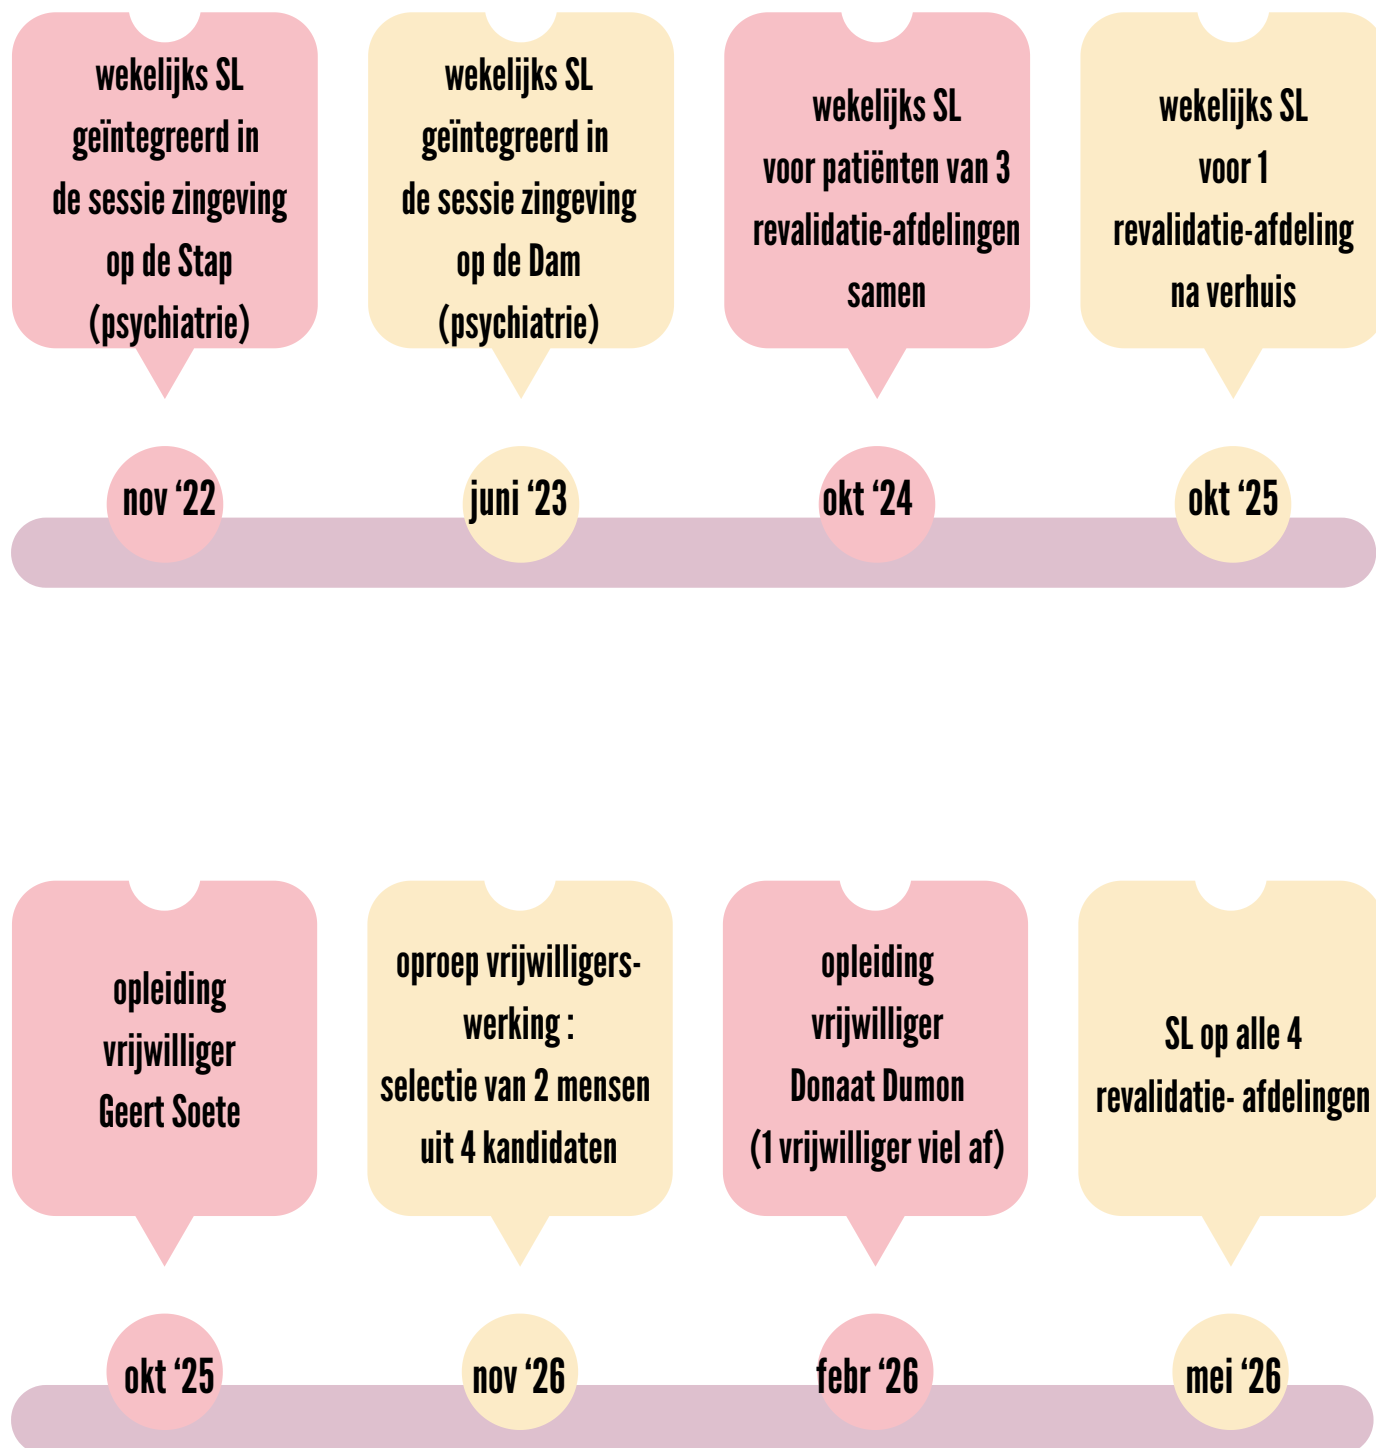 wekelijks SL
geïntegreerd in
de sessie zingeving
op de Stap
(psychiatrie)
wekelijks SL
geïntegreerd in
de sessie zingeving
op de Dam
(psychiatrie)
wekelijks SL
voor patiënten van 3
revalidatie-afdelingen
samen
wekelijks SL
voor 1
revalidatie-afdeling
na verhuis
nov ‘22
juni ‘23
okt ‘24
okt ‘25
opleiding
vrijwilliger
Geert Soete
oproep vrijwilligers-
werking :
selectie van 2 mensen
uit 4 kandidaten
opleiding
vrijwilliger
Donaat Dumon
(1 vrijwilliger viel af)
SL op alle 4
revalidatie- afdelingen
okt ‘25
nov ‘26
febr ‘26
mei ‘26